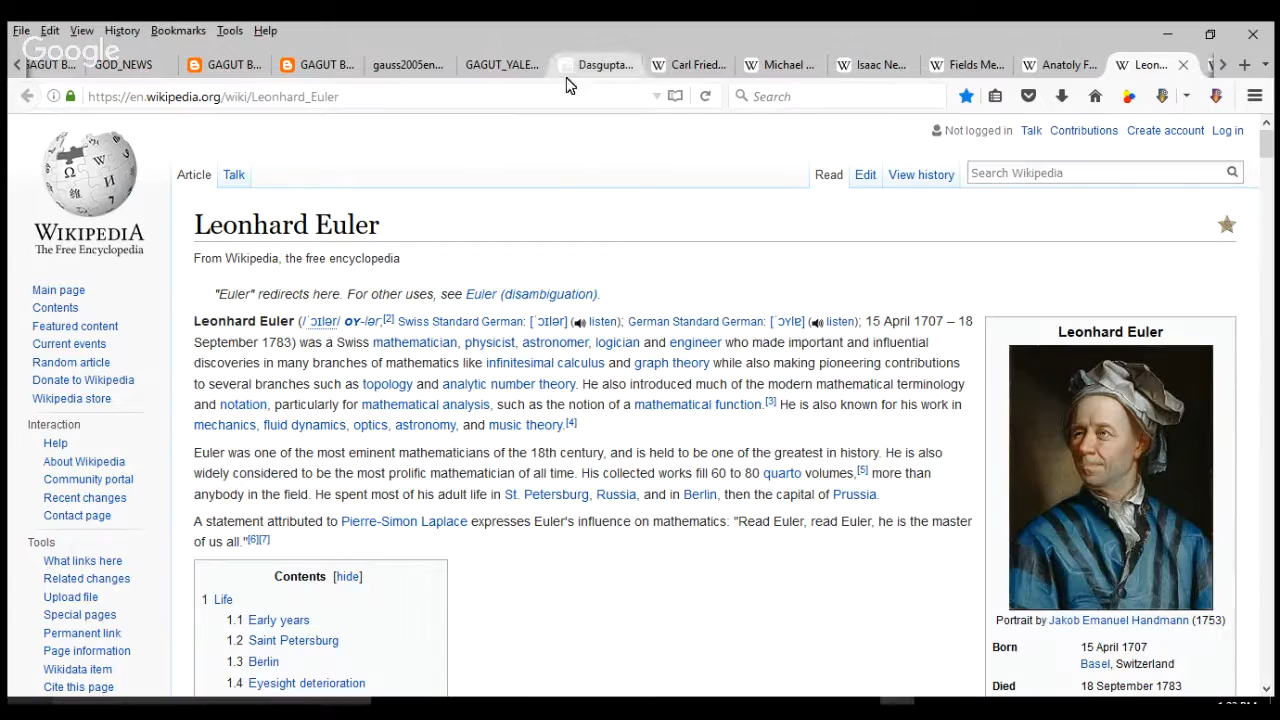 File Edit View History Bookmarks Tools Help
Google
GAGUT B... GOD_NEWS GAGUT B... GAGUT B... gauss2005en... GAGUT_YALE... Dasgupta... Carl Fried... Michael ... Isaac Ne... Fields Me... Anatoly F... Leon...
https://en.wikipedia.org/wiki/Leonhard_Euler Search
Not logged in Talk Contributions Create account Log in
Article Talk Read Edit View history Search Wikipedia
WIKIPEDIA
The Free Encyclopedia
Main page
Contents
Featured content
Current events
Random article
Donate to Wikipedia
Wikipedia store
Interaction
Help
About Wikipedia
Community portal
Recent changes
Contact page
Tools
What links here
Related changes
Upload file
Special pages
Permanent link
Page information
Wikidata item
Cite this page
Leonhard Euler
From Wikipedia, the free encyclopedia
"Euler" redirects here. For other uses, see Euler (disambiguation).
Leonhard Euler (/ˈɔɪlər/ OY-lər;[2] Swiss Standard German: [ˈɔɪlər] (listen); German Standard German: [ˈɔʏlɐ] (listen); 15 April 1707 – 18
September 1783) was a Swiss mathematician, physicist, astronomer, logician and engineer who made important and influential
discoveries in many branches of mathematics like infinitesimal calculus and graph theory while also making pioneering contributions
to several branches such as topology and analytic number theory. He also introduced much of the modern mathematical terminology
and notation, particularly for mathematical analysis, such as the notion of a mathematical function.[3] He is also known for his work in
mechanics, fluid dynamics, optics, astronomy, and music theory.[4]
Euler was one of the most eminent mathematicians of the 18th century, and is held to be one of the greatest in history. He is also
widely considered to be the most prolific mathematician of all time. His collected works fill 60 to 80 quarto volumes,[5] more than
anybody in the field. He spent most of his adult life in St. Petersburg, Russia, and in Berlin, then the capital of Prussia.
A statement attributed to Pierre-Simon Laplace expresses Euler's influence on mathematics: "Read Euler, read Euler, he is the master
of us all."[6][7]
Contents [hide]
1 Life
1.1 Early years
1.2 Saint Petersburg
1.3 Berlin
1.4 Eyesight deterioration
Leonhard Euler
Portrait by Jakob Emanuel Handmann (1753)
Born 15 April 1707
Basel, Switzerland
Died 18 September 1783